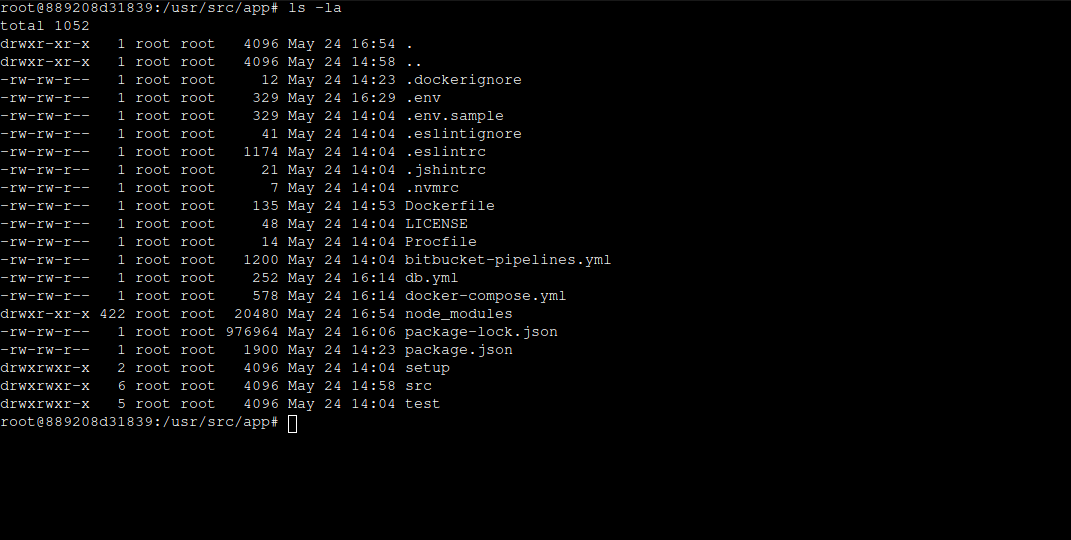 root@889208d31839:/usr/src/app# ls -la
total 1052
drwxr-xr-x   1 root root   4096 May 24 16:54 .
drwxr-xr-x   1 root root   4096 May 24 14:58 ..
-rw-rw-r--   1 root root     12 May 24 14:23 .dockerignore
-rw-rw-r--   1 root root    329 May 24 16:29 .env
-rw-rw-r--   1 root root    329 May 24 14:04 .env.sample
-rw-rw-r--   1 root root     41 May 24 14:04 .eslintignore
-rw-rw-r--   1 root root   1174 May 24 14:04 .eslintrc
-rw-rw-r--   1 root root     21 May 24 14:04 .jshintrc
-rw-rw-r--   1 root root      7 May 24 14:04 .nvmrc
-rw-rw-r--   1 root root    135 May 24 14:53 Dockerfile
-rw-rw-r--   1 root root     48 May 24 14:04 LICENSE
-rw-rw-r--   1 root root     14 May 24 14:04 Procfile
-rw-rw-r--   1 root root   1200 May 24 14:04 bitbucket-pipelines.yml
-rw-rw-r--   1 root root    252 May 24 16:14 db.yml
-rw-rw-r--   1 root root    578 May 24 16:14 docker-compose.yml
drwxr-xr-x 422 root root  20480 May 24 16:54 node_modules
-rw-rw-r--   1 root root 976964 May 24 16:06 package-lock.json
-rw-rw-r--   1 root root   1900 May 24 14:23 package.json
drwxrwxr-x   2 root root   4096 May 24 14:04 setup
drwxrwxr-x   6 root root   4096 May 24 14:58 src
drwxrwxr-x   5 root root   4096 May 24 14:04 test
root@889208d31839:/usr/src/app#